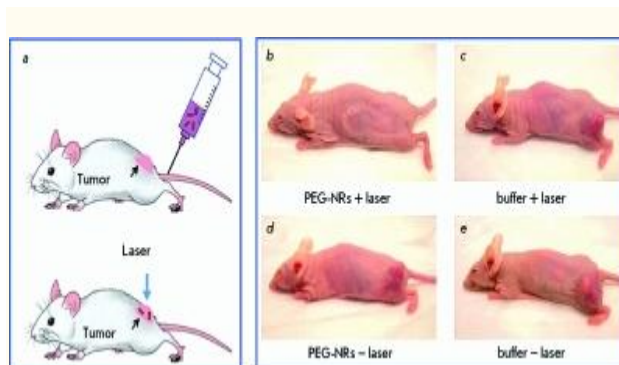 a
Tumor
Laser
Tumor
b
c
PEG-NRs + laser
buffer + laser
d
e
PEG-NRs – laser
buffer – laser